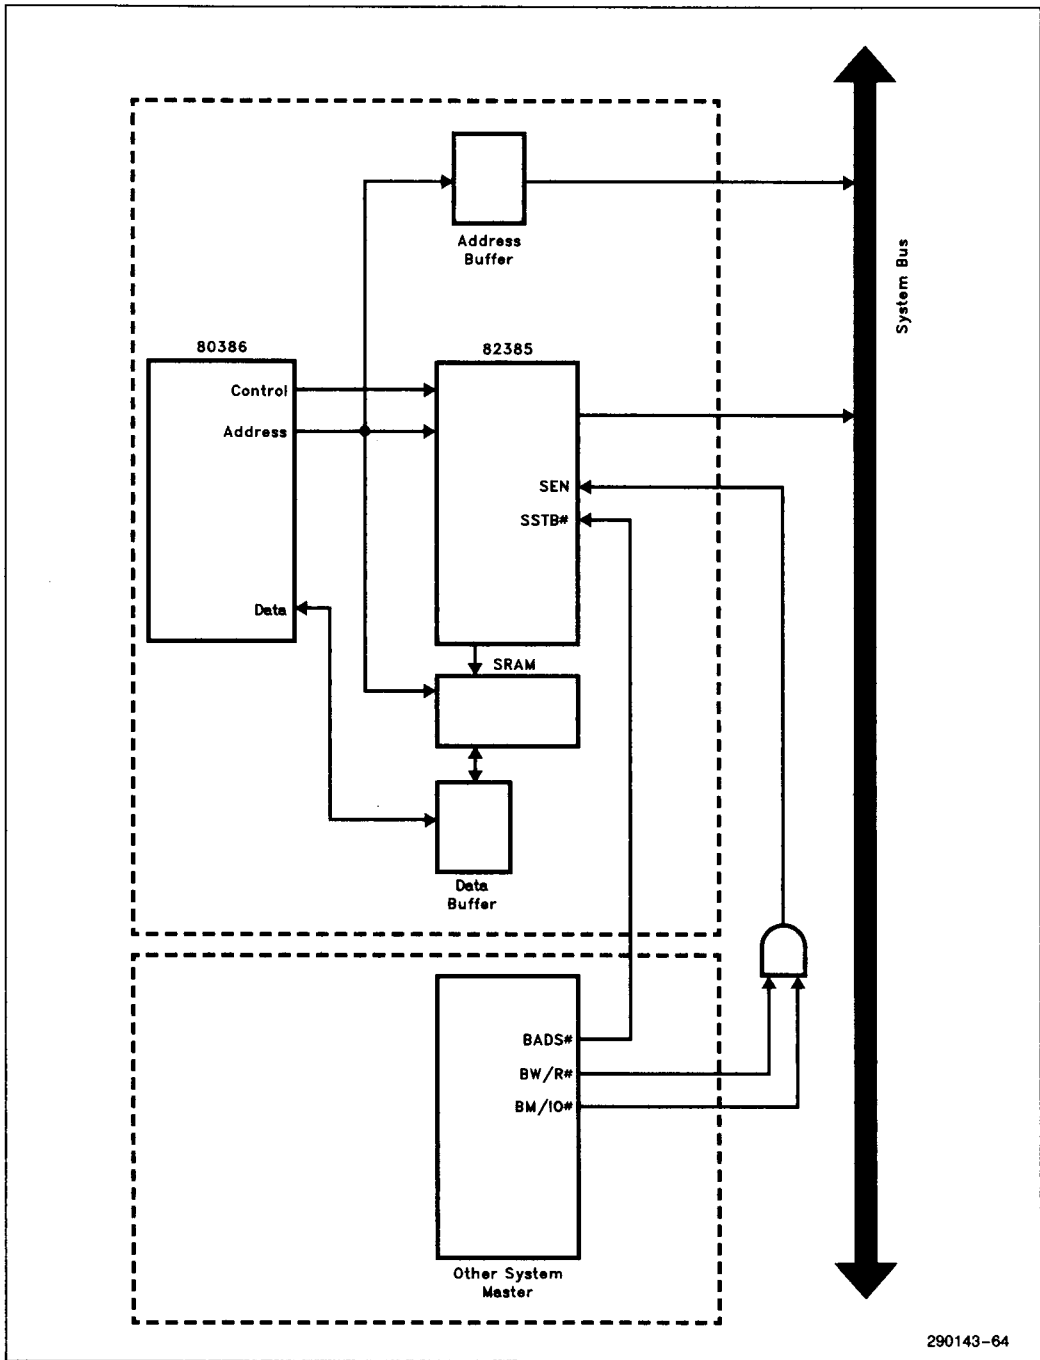 Address
Buffer
System Bus
80386
82385
Control
Address
SEN
SSTB#
Data
SRAM
Data
Buffer
BADS#
BW/R#
BM/IO#
Other System
Master
290143-64